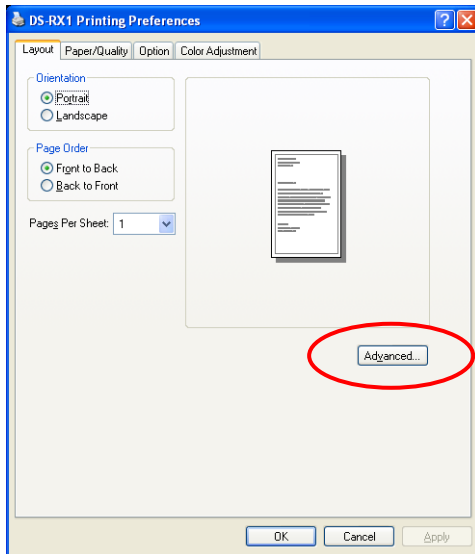 DS-RX1 Printing Preferences
Layout Paper/Quality Option Color Adjustment
Orientation
Portrait
Landscape
Page Order
Front to Back
Back to Front
Pages Per Sheet: 1
Advanced...
OK Cancel Apply